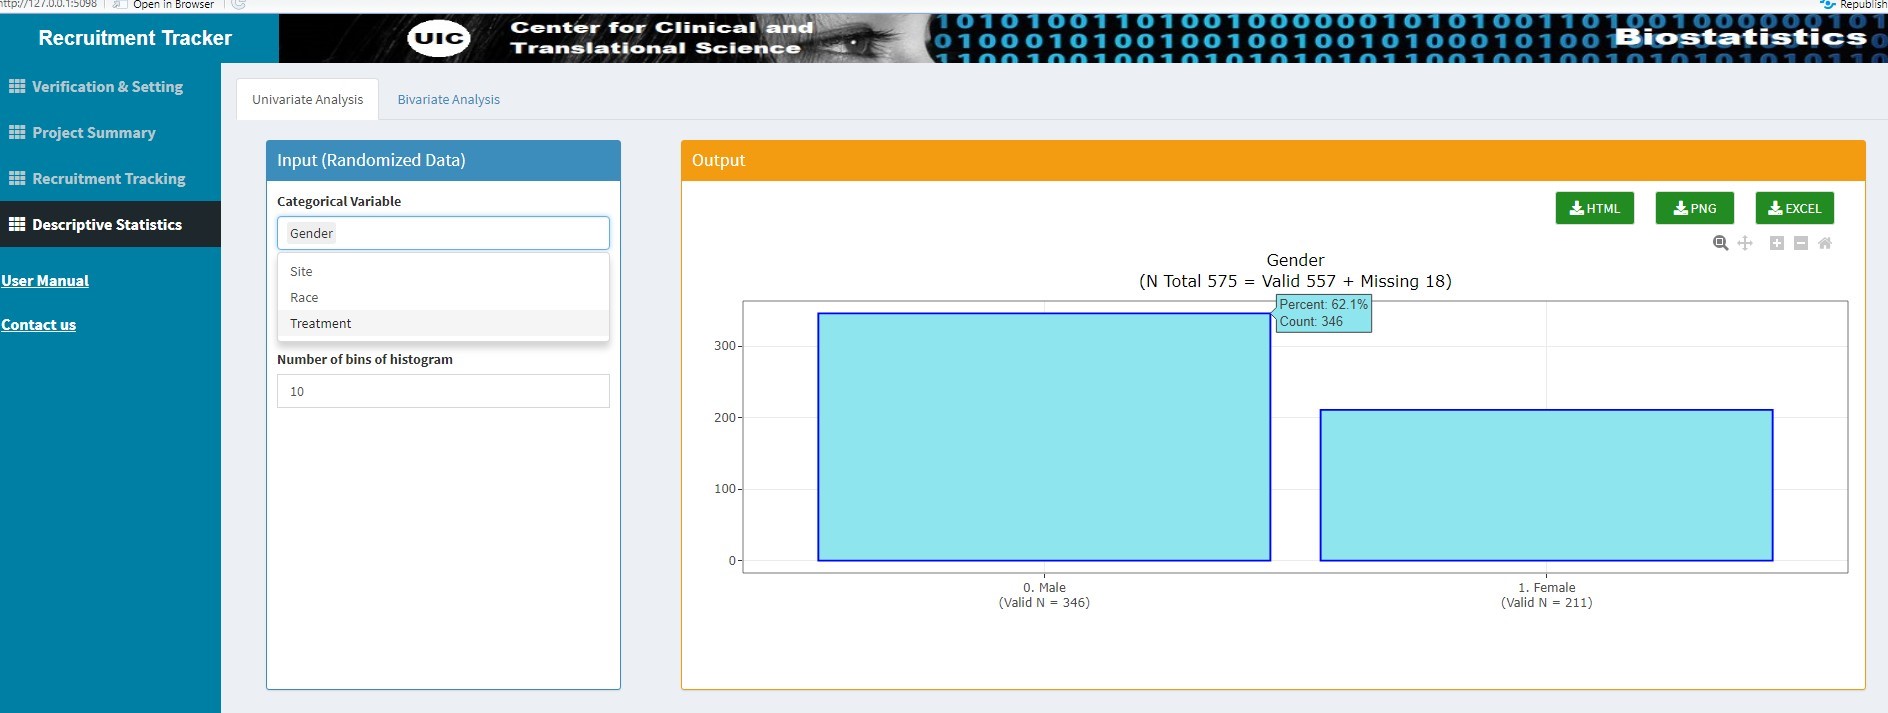 http://127.0.0.1:5098 Open in Browser Republish
Recruitment Tracker
UIC
Center for Clinical and
Translational Science
Biostatistics
Verification & Setting
Project Summary
Recruitment Tracking
Descriptive Statistics
User Manual
Contact us
Univariate Analysis Bivariate Analysis
Input (Randomized Data)
Categorical Variable
Gender
Site
Race
Treatment
Number of bins of histogram
10
Output
HTML PNG EXCEL
Gender
(N Total 575 = Valid 557 + Missing 18)
Percent: 62.1%
Count: 346
300
200
100
0
0. Male
(Valid N = 346)
1. Female
(Valid N = 211)